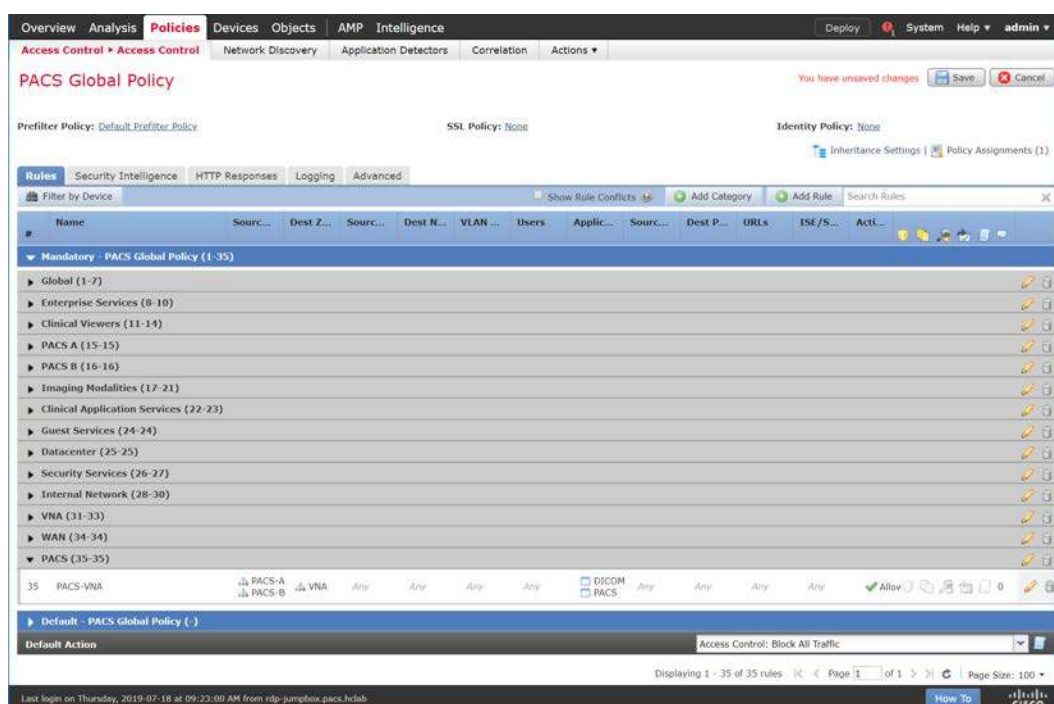 Overview Analysis Policies Devices Objects AMP Intelligence Deploy System Help ▾ admin ▾
Access Control ▸ Access Control Network Discovery Application Detectors Correlation Actions ▾
PACS Global Policy You have unsaved changes Save Cancel
Prefilter Policy: Default Prefilter Policy SSL Policy: None Identity Policy: None
Inheritance Settings | Policy Assignments (1)
Rules Security Intelligence HTTP Responses Logging Advanced
Filter by Device Show Rule Conflicts Add Category Add Rule Search Rules
# Name Sourc... Dest Z... Sourc... Dest N... VLAN ... Users Applic... Sourc... Dest P... URLs ISE/S... Acti...
Mandatory - PACS Global Policy (1-35)
Global (1-7)
Enterprise Services (8-10)
Clinical Viewers (11-14)
PACS A (15-15)
PACS B (16-16)
Imaging Modalities (17-21)
Clinical Application Services (22-23)
Guest Services (24-24)
Datacenter (25-25)
Security Services (26-27)
Internal Network (28-30)
VNA (31-33)
WAN (34-34)
PACS (35-35)
35 PACS-VNA PACS-A PACS-B VNA Any Any Any Any DICOM PACS Any Any Any Any Allow 0
Default - PACS Global Policy (-)
Default Action Access Control: Block All Traffic
Displaying 1 - 35 of 35 rules |< < Page 1 of 1 > >| C Page Size: 100 ▾
Last login on Thursday, 2019-07-18 at 09:23:00 AM from rdp-jumpbox.pacs.hclab How To CISCO